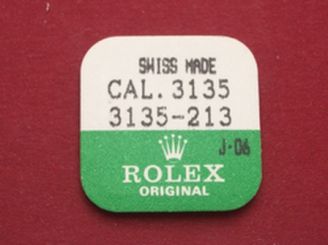 SWISS MADE
CAL. 3135
3135-213
J-06
ROLEX
ORIGINAL